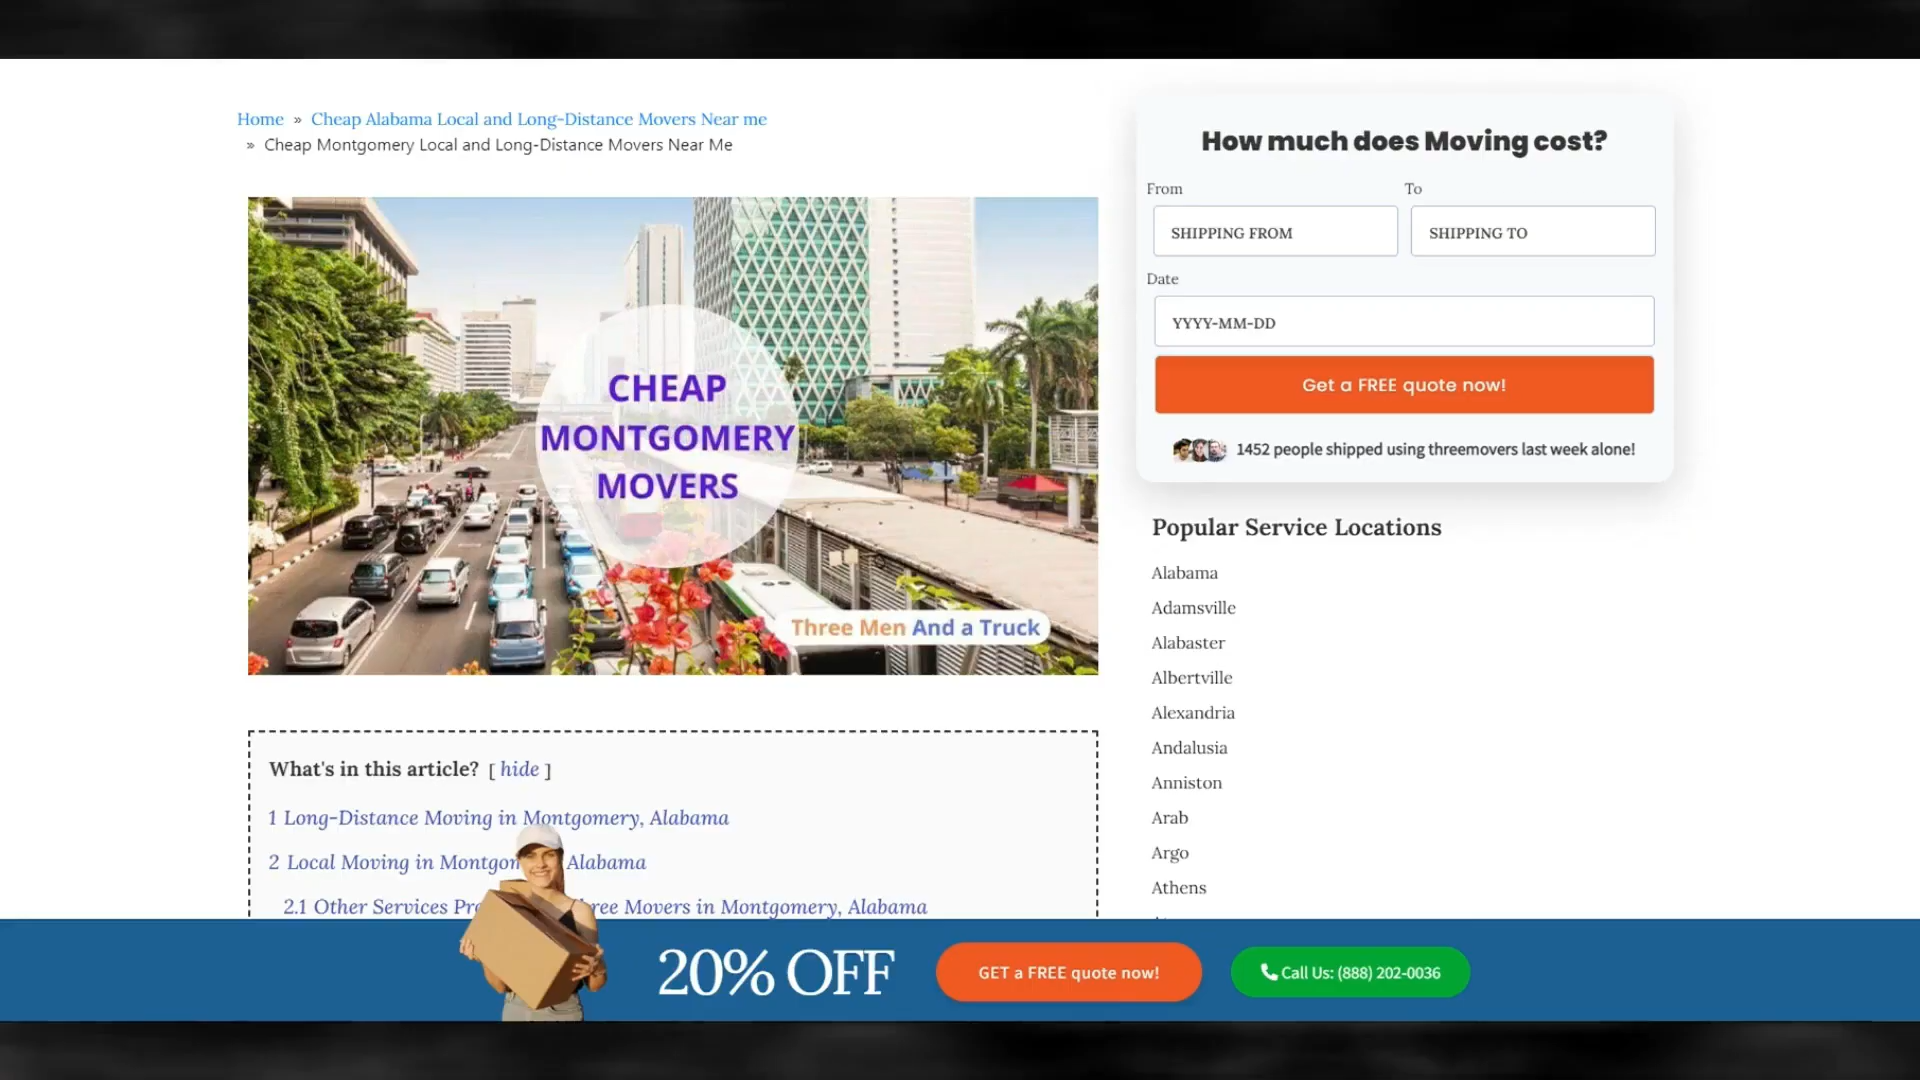 Home » Cheap Alabama Local and Long-Distance Movers Near me
» Cheap Montgomery Local and Long-Distance Movers Near Me
CHEAP
MONTGOMERY
MOVERS
Three Men And a Truck
What's in this article? [ hide ]
1 Long-Distance Moving in Montgomery, Alabama
2 Local Moving in Alabama
2.1 Other Services Movers in Montgomery, Alabama
How much does Moving cost?
From To
SHIPPING FROM SHIPPING TO
Date
YYYY-MM-DD
Get a FREE quote now!
1452 people shipped using threemovers last week alone!
Popular Service Locations
Alabama
Adamsville
Alabaster
Albertville
Alexandria
Andalusia
Anniston
Arab
Argo
Athens
20% OFF
GET a FREE quote now!
Call Us: (888) 202-0036